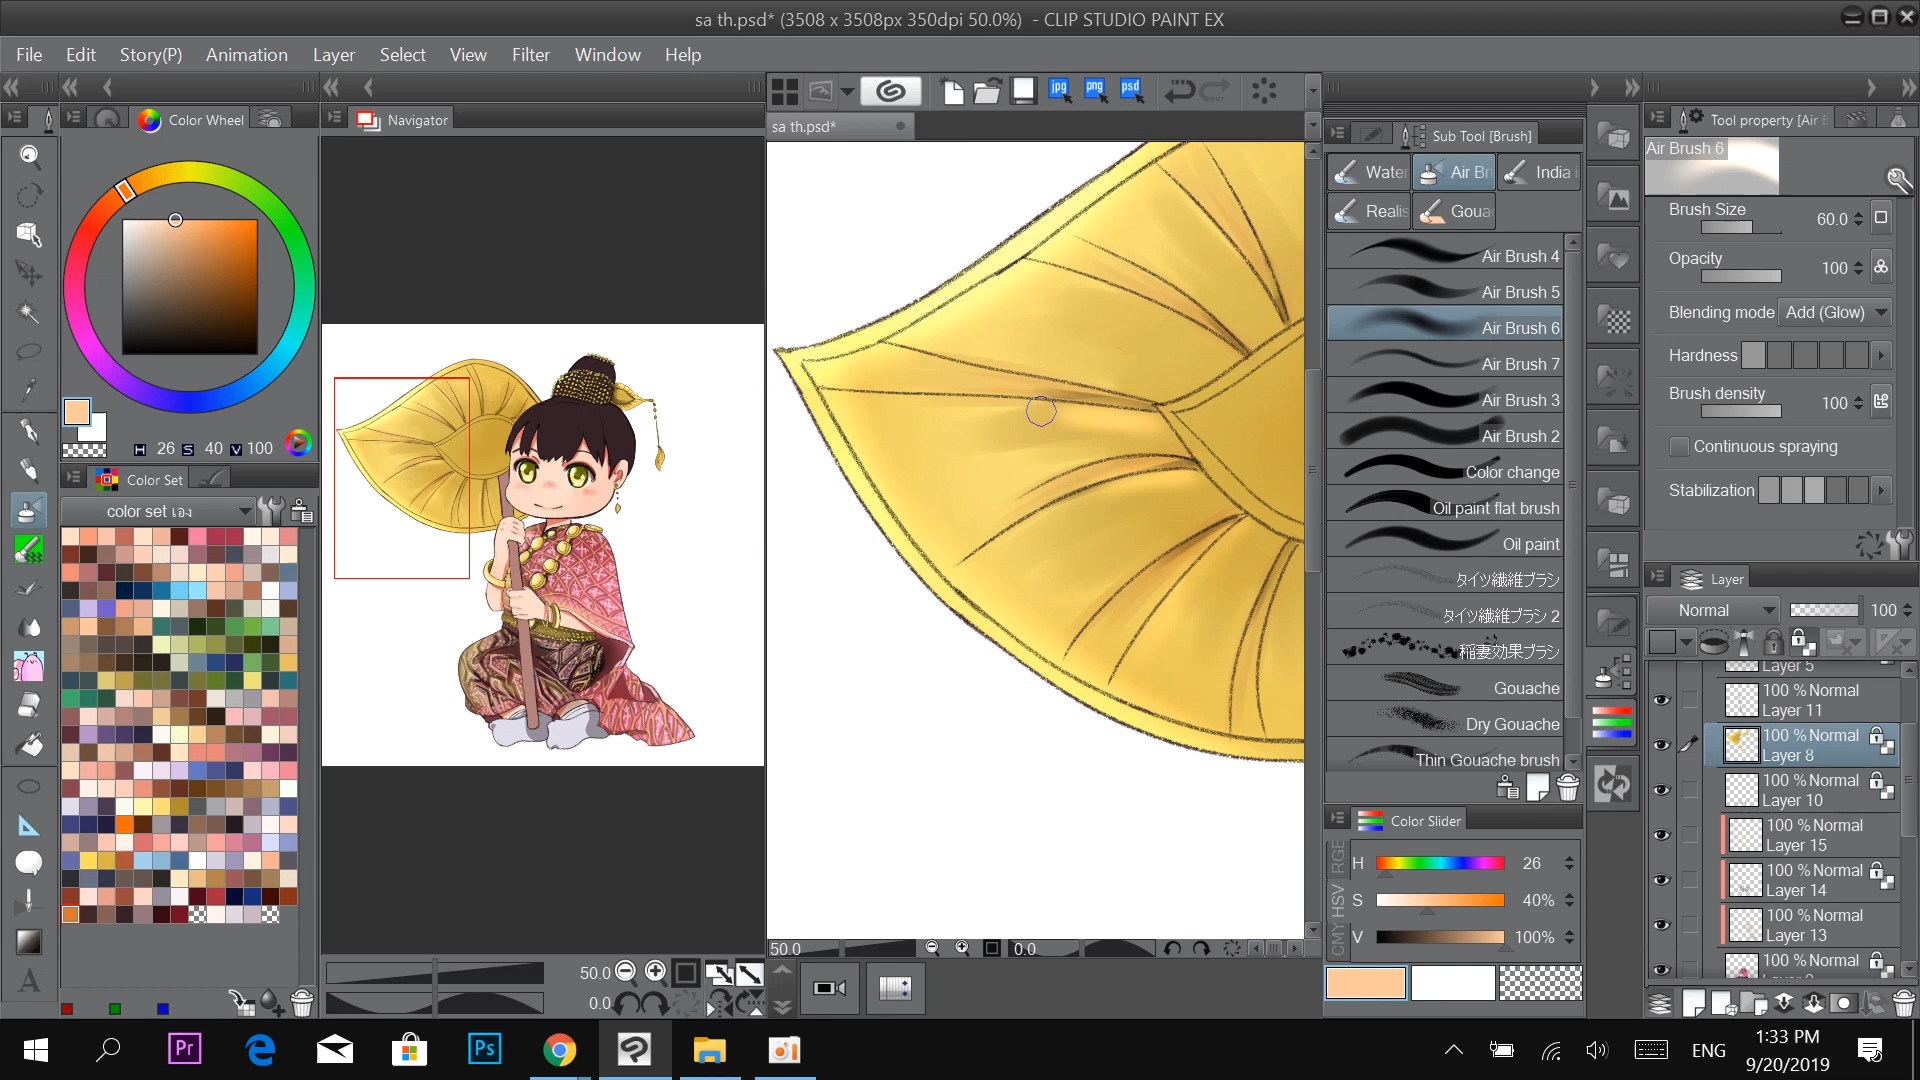 sa th.psd* (3508 x 3508px 350dpi 50.0%)  - CLIP STUDIO PAINT EX
File Edit Story(P) Animation Layer Select View Filter Window Help
Color Wheel
Navigator
jpg png psd
sa th.psd*
H 26 S 40 V 100
Color Set
color set เอง
50.0
0.0
50.0 0.0
Sub Tool [Brush]
Water Air Br India i
Realis Goua
Air Brush 4
Air Brush 5
Air Brush 6
Air Brush 7
Air Brush 3
Air Brush 2
Color change
Oil paint flat brush
Oil paint
タイツ繊維ブラシ
タイツ繊維ブラシ 2
稲妻効果ブラシ
Gouache
Dry Gouache
Thin Gouache brush
Color Slider
RGB
HSV
CMY
H 26
S 40%
V 100%
Tool property [Air B
Air Brush 6
Brush Size 60.0
Opacity 100
Blending mode Add (Glow)
Hardness
Brush density 100
Continuous spraying
Stabilization
Layer
Normal 100
Layer 5
100 % Normal
Layer 11
100 % Normal
Layer 8
100 % Normal
Layer 10
100 % Normal
Layer 15
100 % Normal
Layer 14
100 % Normal
Layer 13
100 % Normal
A
Pr
Ps
ENG
1:33 PM
9/20/2019